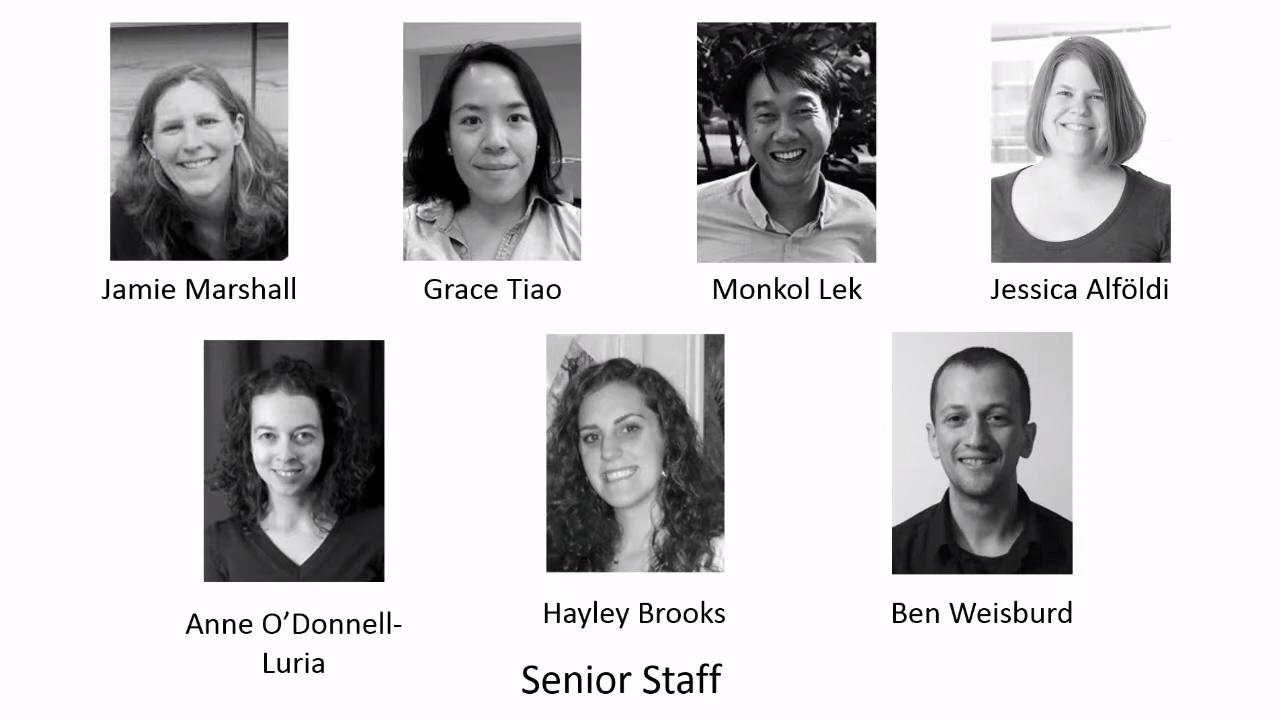 Jamie Marshall
Grace Tiao
Monkol Lek
Jessica Alföldi
Anne O’Donnell-
Luria
Hayley Brooks
Ben Weisburd
Senior Staff